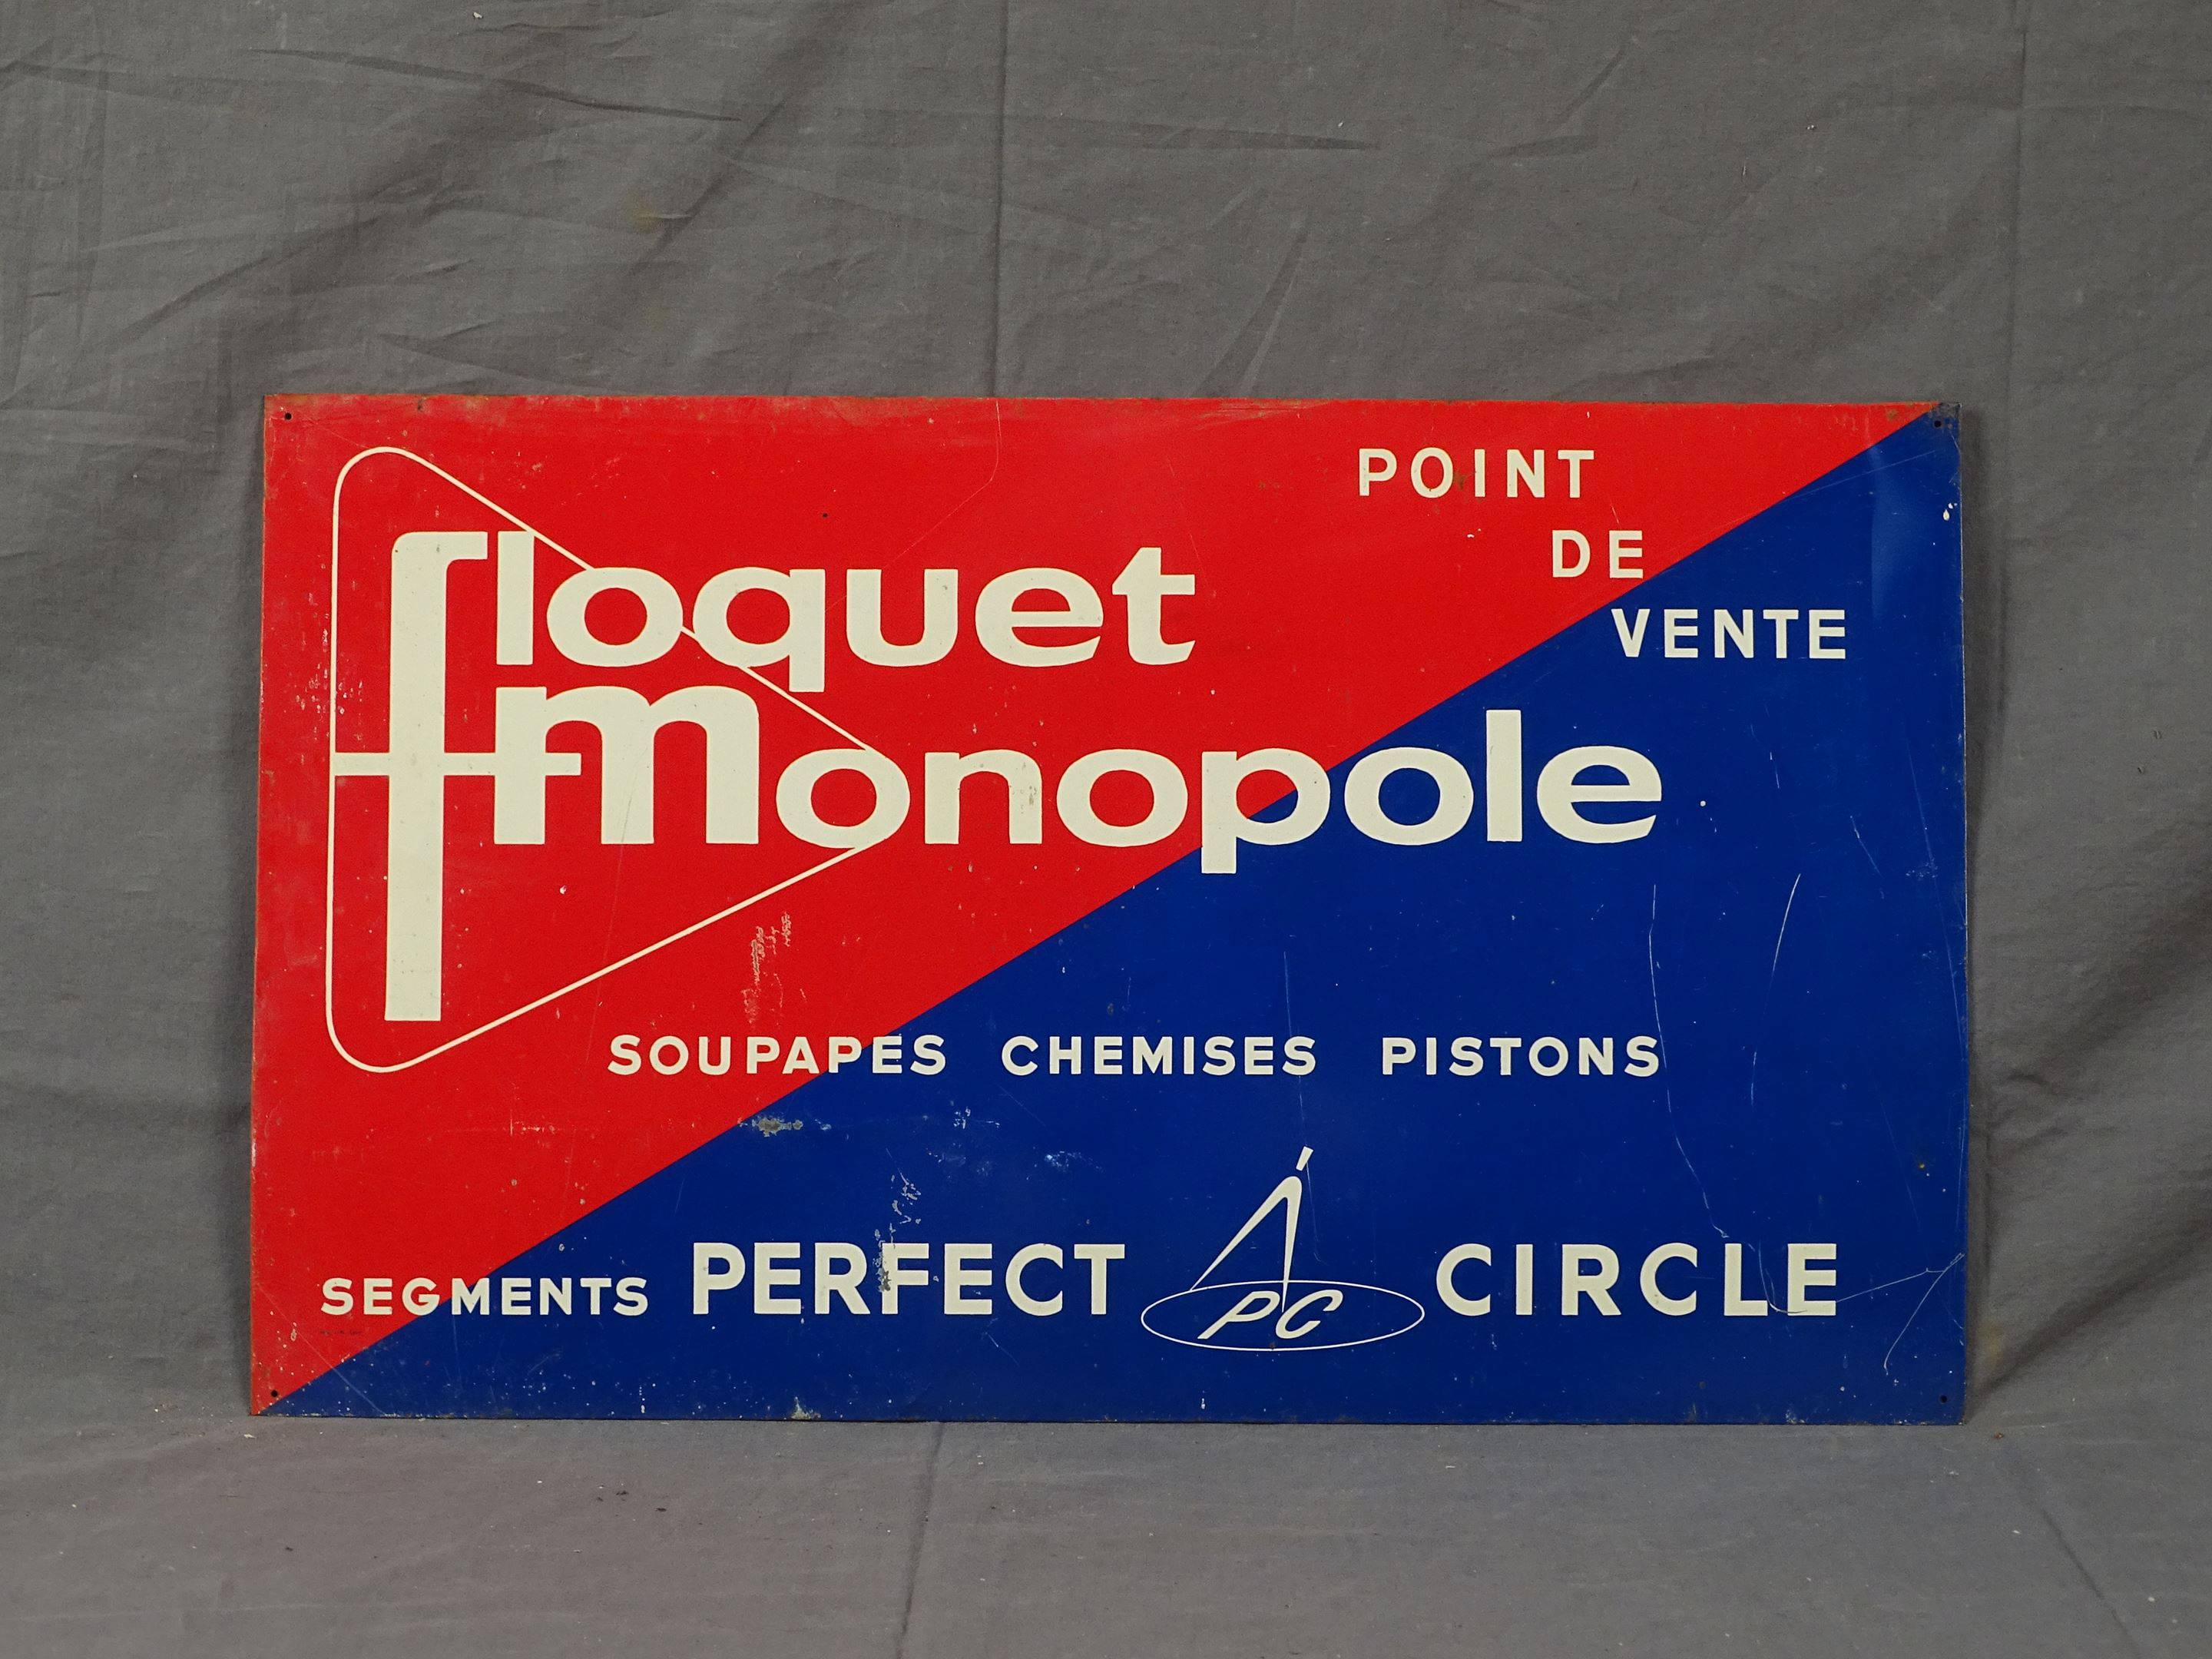 POINT
DE
VENTE
floquet
monopole
SOUPAPES CHEMISES PISTONS
SEGMENTS PERFECT PC CIRCLE